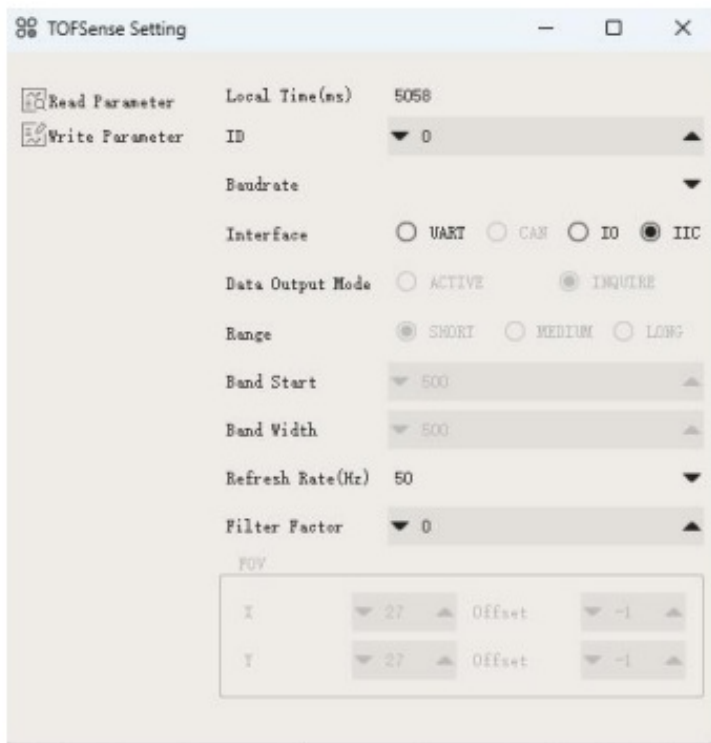 TOFSense Setting
Read Parameter
Write Parameter
Local Time(ms) 5058
ID 0
Baudrate
Interface UART CAN IO IIC
Data Output Mode ACTIVE INQUIRE
Range SHORT MEDIUM LONG
Band Start 500
Band Width 500
Refresh Rate(Hz) 50
Filter Factor 0
FOV
X 27 Offset -1
Y 27 Offset -1